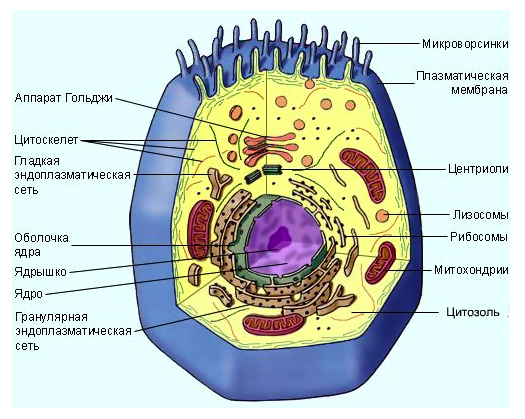 Микроворсинки
Плазматическая
мембрана
Аппарат Гольджи
Цитоскелет
Гладкая
эндоплазматическая
сеть
Центриоли
Лизосомы
Рибосомы
Оболочка
ядра
Ядрышко
Митохондрии
Ядро
Гранулярная
эндоплазматическая
сеть
Цитозоль